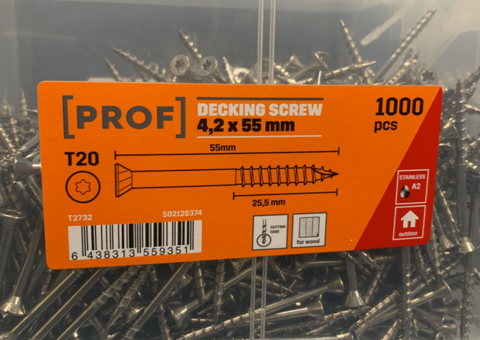 [PROF]
DECKING SCREW
4,2 x 55 mm
1000
pcs
T20
55mm
25,5 mm
T2732
502126374
6 438313 559351
CUTTING
EDGE
for wood
STAINLESS
A2
outdoor